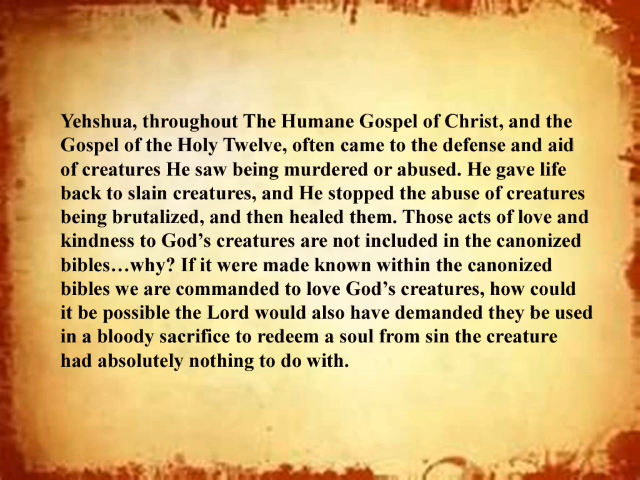 Yehshua, throughout The Humane Gospel of Christ, and the
Gospel of the Holy Twelve, often came to the defense and aid
of creatures He saw being murdered or abused. He gave life
back to slain creatures, and He stopped the abuse of creatures
being brutalized, and then healed them. Those acts of love and
kindness to God’s creatures are not included in the canonized
bibles…why? If it were made known within the canonized
bibles we are commanded to love God’s creatures, how could
it be possible the Lord would also have demanded they be used
in a bloody sacrifice to redeem a soul from sin the creature
had absolutely nothing to do with.